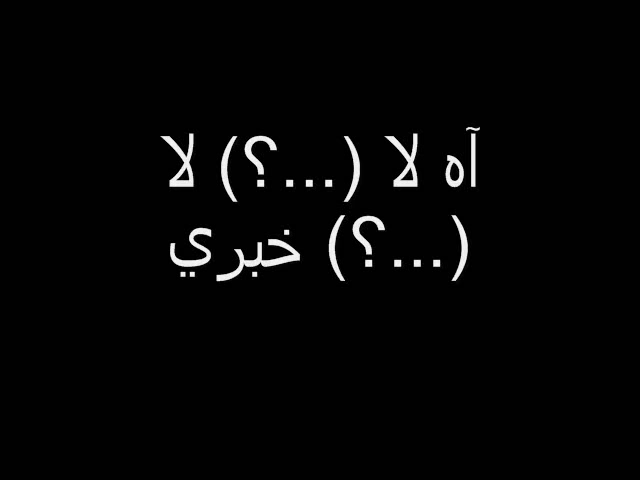 آه لا (...؟) لا
(...؟) خبري